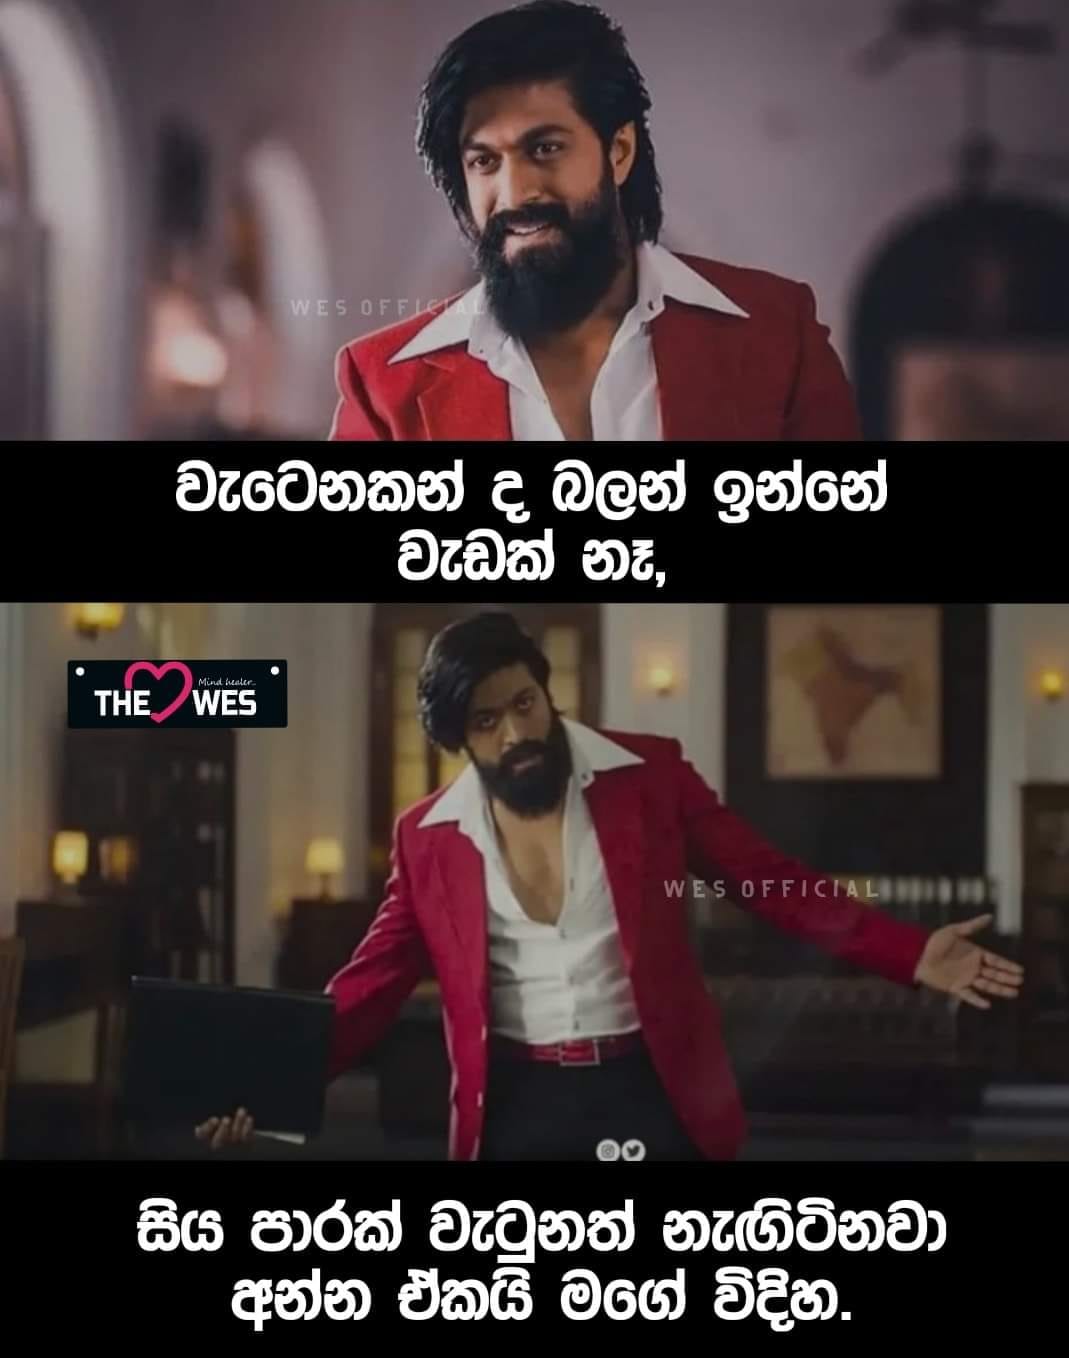 WES OFFICIAL
වැටෙනකන් ද බලන් ඉන්නේ
වැඩක් නෑ,
Mind healer..
THE WES
WES OFFICIAL
සිය පාරක් වැටුනත් නැඟිටිනවා
අන්න ඒකයි මගේ විදිහ.